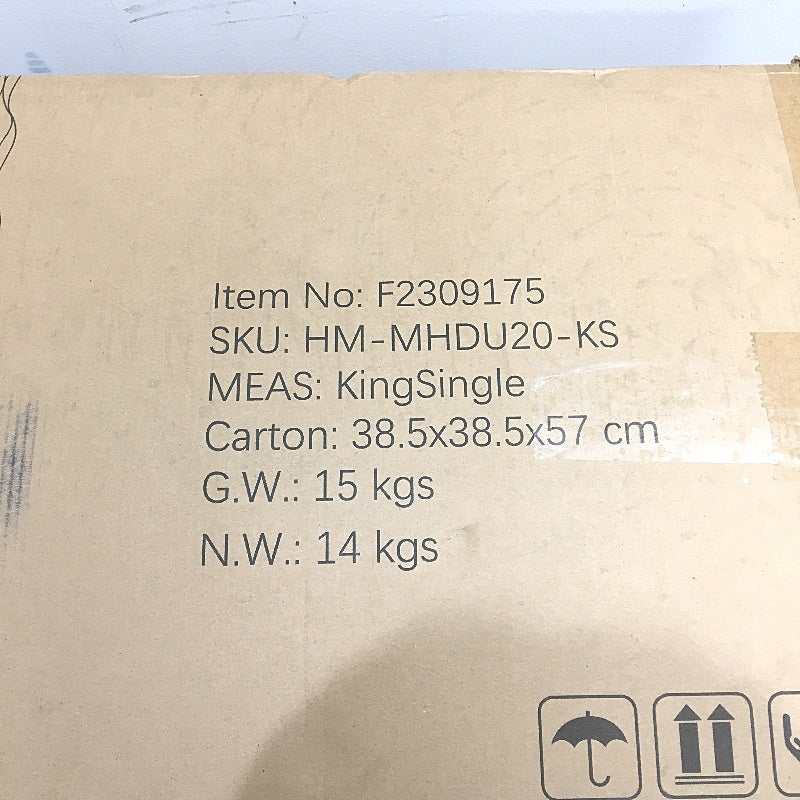 Item No: F2309175
SKU: HM-MHDU20-KS
MEAS: KingSingle
Carton: 38.5x38.5x57 cm
G.W.: 15 kgs
N.W.: 14 kgs